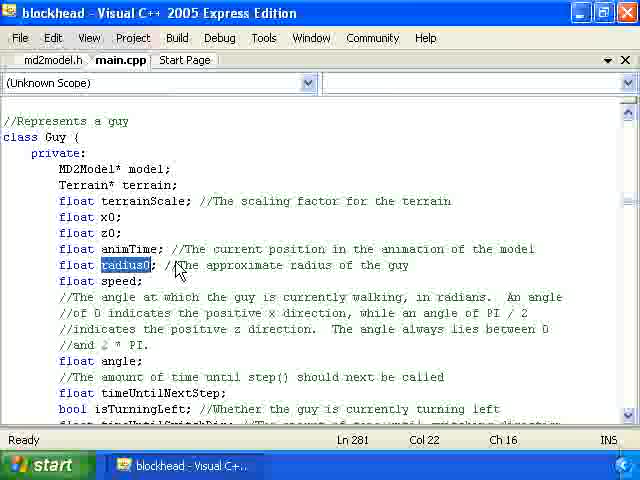 blockhead - Visual C++ 2005 Express Edition
File Edit View Project Build Debug Tools Window Community Help
md2model.h main.cpp Start Page
(Unknown Scope)
//Represents a guy
class Guy {
private:
MD2Model* model;
Terrain* terrain;
float terrainScale; //The scaling factor for the terrain
float x0;
float z0;
float animTime; //The current position in the animation of the model
float radius0; //The approximate radius of the guy
float speed;
//The angle at which the guy is currently walking, in radians.  An angle
//of 0 indicates the positive x direction, while an angle of PI / 2
//indicates the positive z direction.  The angle always lies between 0
//and 2 * PI.
float angle;
//The amount of time until step() should next be called
float timeUntilNextStep;
bool isTurningLeft; //Whether the guy is currently turning left
Ready Ln 281 Col 22 Ch 16 INS
start blockhead - Visual C++...